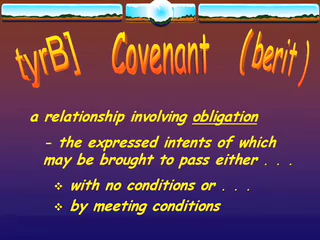 tyrB] Covenant (berit)
a relationship involving obligation
- the expressed intents of which
may be brought to pass either . . .
❖ with no conditions or . . .
❖ by meeting conditions